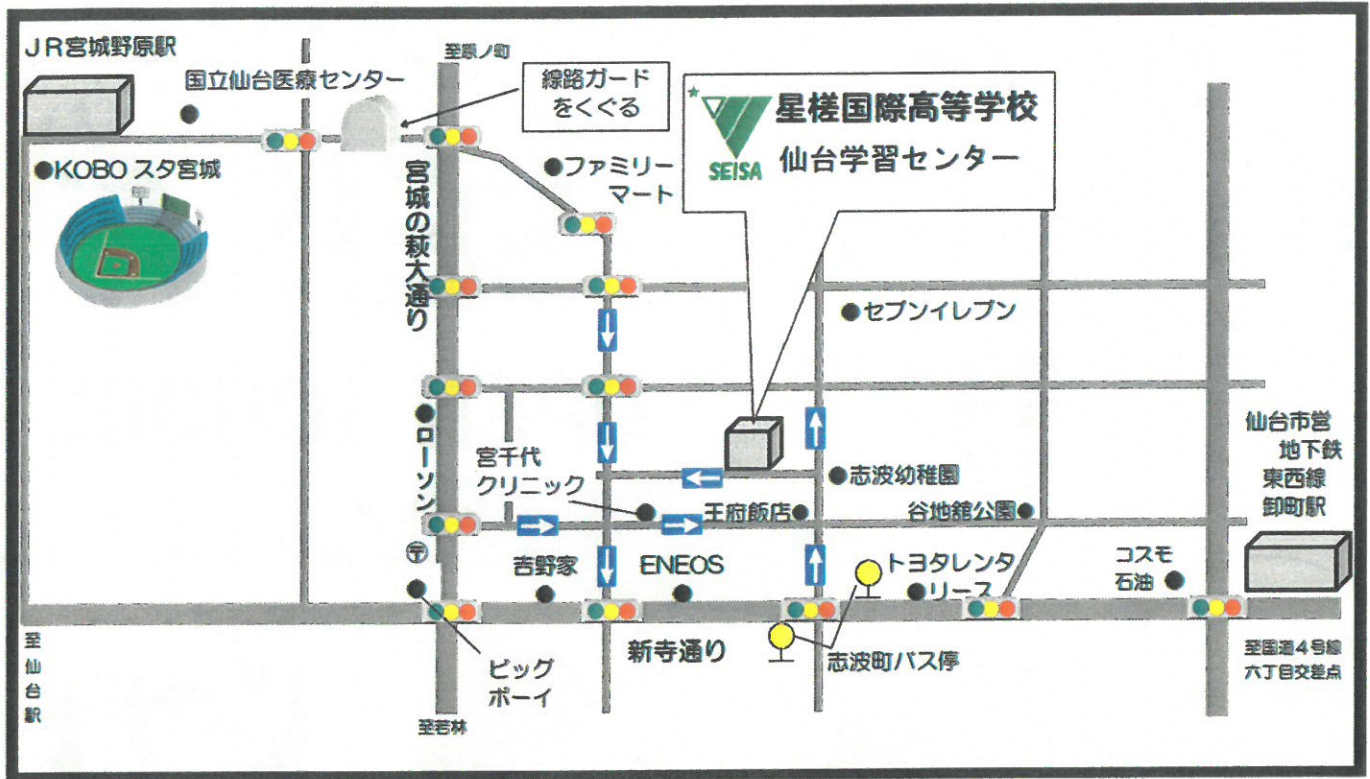 JR宮城野原駅
国立仙台医療センター
至原ノ町
線路ガード
をくぐる
星槎国際高等学校
仙台学習センター
SEISA
KOBO スタ宮城
宮城の萩大通り
ファミリー
マート
セブンイレブン
ローソン
宮千代
クリニック
志波幼稚園
王府飯店
谷地舘公園
仙台市営
地下鉄
東西線
卸町駅
〒
吉野家
ENEOS
トヨタレンタ
リース
コスモ
石油
新寺通り
志波町バス停
ビッグ
ボーイ
至仙台駅
至若林
至国道4号線
六丁目交差点